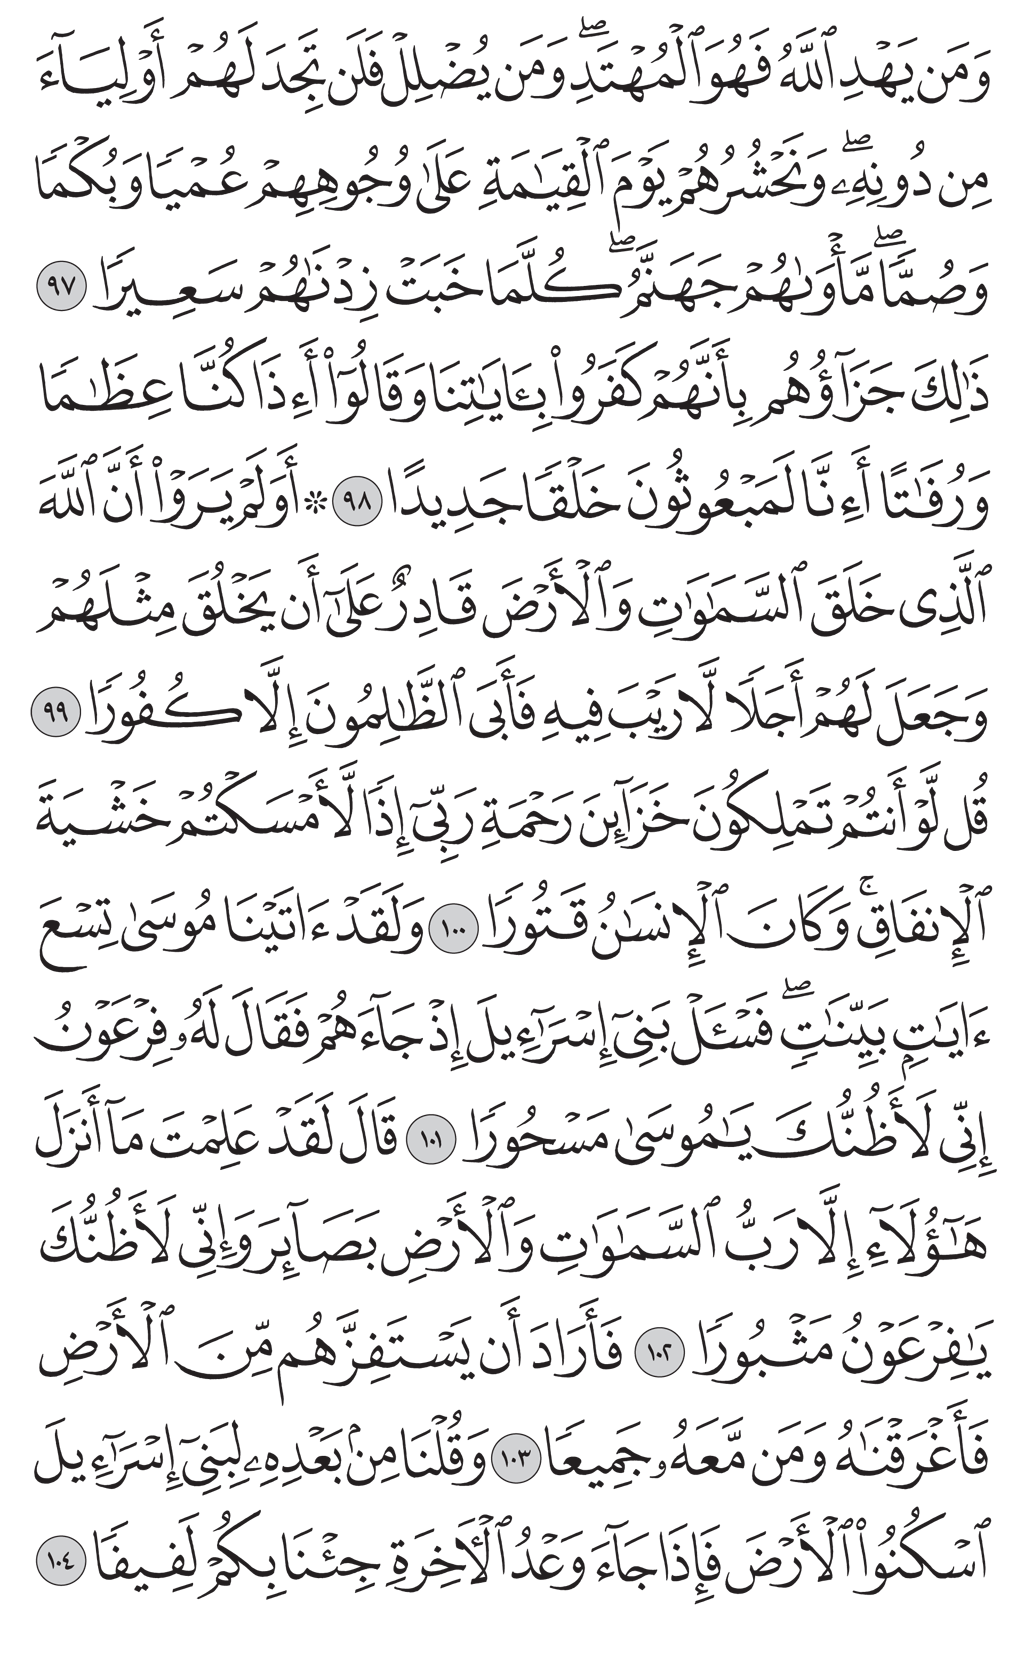 وَمَن يَهْدِ ٱللَّهُ فَهُوَ ٱلْمُهْتَدِۖ وَمَن يُضْلِلْ فَلَن تَجِدَ لَهُمْ أَوْلِيَآءَ
مِن دُونِهِۦۖ وَنَحْشُرُهُمْ يَوْمَ ٱلْقِيَـٰمَةِ عَلَىٰ وُجُوهِهِمْ عُمْيًا وَبُكْمًا
وَصُمًّاۖ مَّأْوَىٰهُمْ جَهَنَّمُۖ كُلَّمَا خَبَتْ زِدْنَـٰهُمْ سَعِيرًا ٩٧
ذَٰلِكَ جَزَآؤُهُم بِأَنَّهُمْ كَفَرُوا۟ بِـَٔايَـٰتِنَا وَقَالُوٓا۟ أَءِذَا كُنَّا عِظَـٰمًا
وَرُفَـٰتًا أَءِنَّا لَمَبْعُوثُونَ خَلْقًا جَدِيدًا ٩٨ * أَوَلَمْ يَرَوْا۟ أَنَّ ٱللَّهَ
ٱلَّذِى خَلَقَ ٱلسَّمَـٰوَٰتِ وَٱلْأَرْضَ قَادِرٌ عَلَىٰٓ أَن يَخْلُقَ مِثْلَهُمْ
وَجَعَلَ لَهُمْ أَجَلًا لَّا رَيْبَ فِيهِ فَأَبَى ٱلظَّـٰلِمُونَ إِلَّا كُفُورًا ٩٩
قُل لَّوْ أَنتُمْ تَمْلِكُونَ خَزَآئِنَ رَحْمَةِ رَبِّىٓ إِذًا لَّأَمْسَكْتُمْ خَشْيَةَ
ٱلْإِنفَاقِۚ وَكَانَ ٱلْإِنسَـٰنُ قَتُورًا ١٠٠ وَلَقَدْ ءَاتَيْنَا مُوسَىٰ تِسْعَ
ءَايَـٰتٍۭ بَيِّنَـٰتٍۖ فَسْـَٔلْ بَنِىٓ إِسْرَٰٓءِيلَ إِذْ جَآءَهُمْ فَقَالَ لَهُۥ فِرْعَوْنُ
إِنِّى لَأَظُنُّكَ يَـٰمُوسَىٰ مَسْحُورًا ١٠١ قَالَ لَقَدْ عَلِمْتَ مَآ أَنزَلَ
هَـٰٓؤُلَآءِ إِلَّا رَبُّ ٱلسَّمَـٰوَٰتِ وَٱلْأَرْضِ بَصَآئِرَ وَإِنِّى لَأَظُنُّكَ
يَـٰفِرْعَوْنُ مَثْبُورًا ١٠٢ فَأَرَادَ أَن يَسْتَفِزَّهُم مِّنَ ٱلْأَرْضِ
فَأَغْرَقْنَـٰهُ وَمَن مَّعَهُۥ جَمِيعًا ١٠٣ وَقُلْنَا مِنۢ بَعْدِهِۦ لِبَنِىٓ إِسْرَٰٓءِيلَ
ٱسْكُنُوا۟ ٱلْأَرْضَ فَإِذَا جَآءَ وَعْدُ ٱلْـَٔاخِرَةِ جِئْنَا بِكُمْ لَفِيفًا ١٠٤